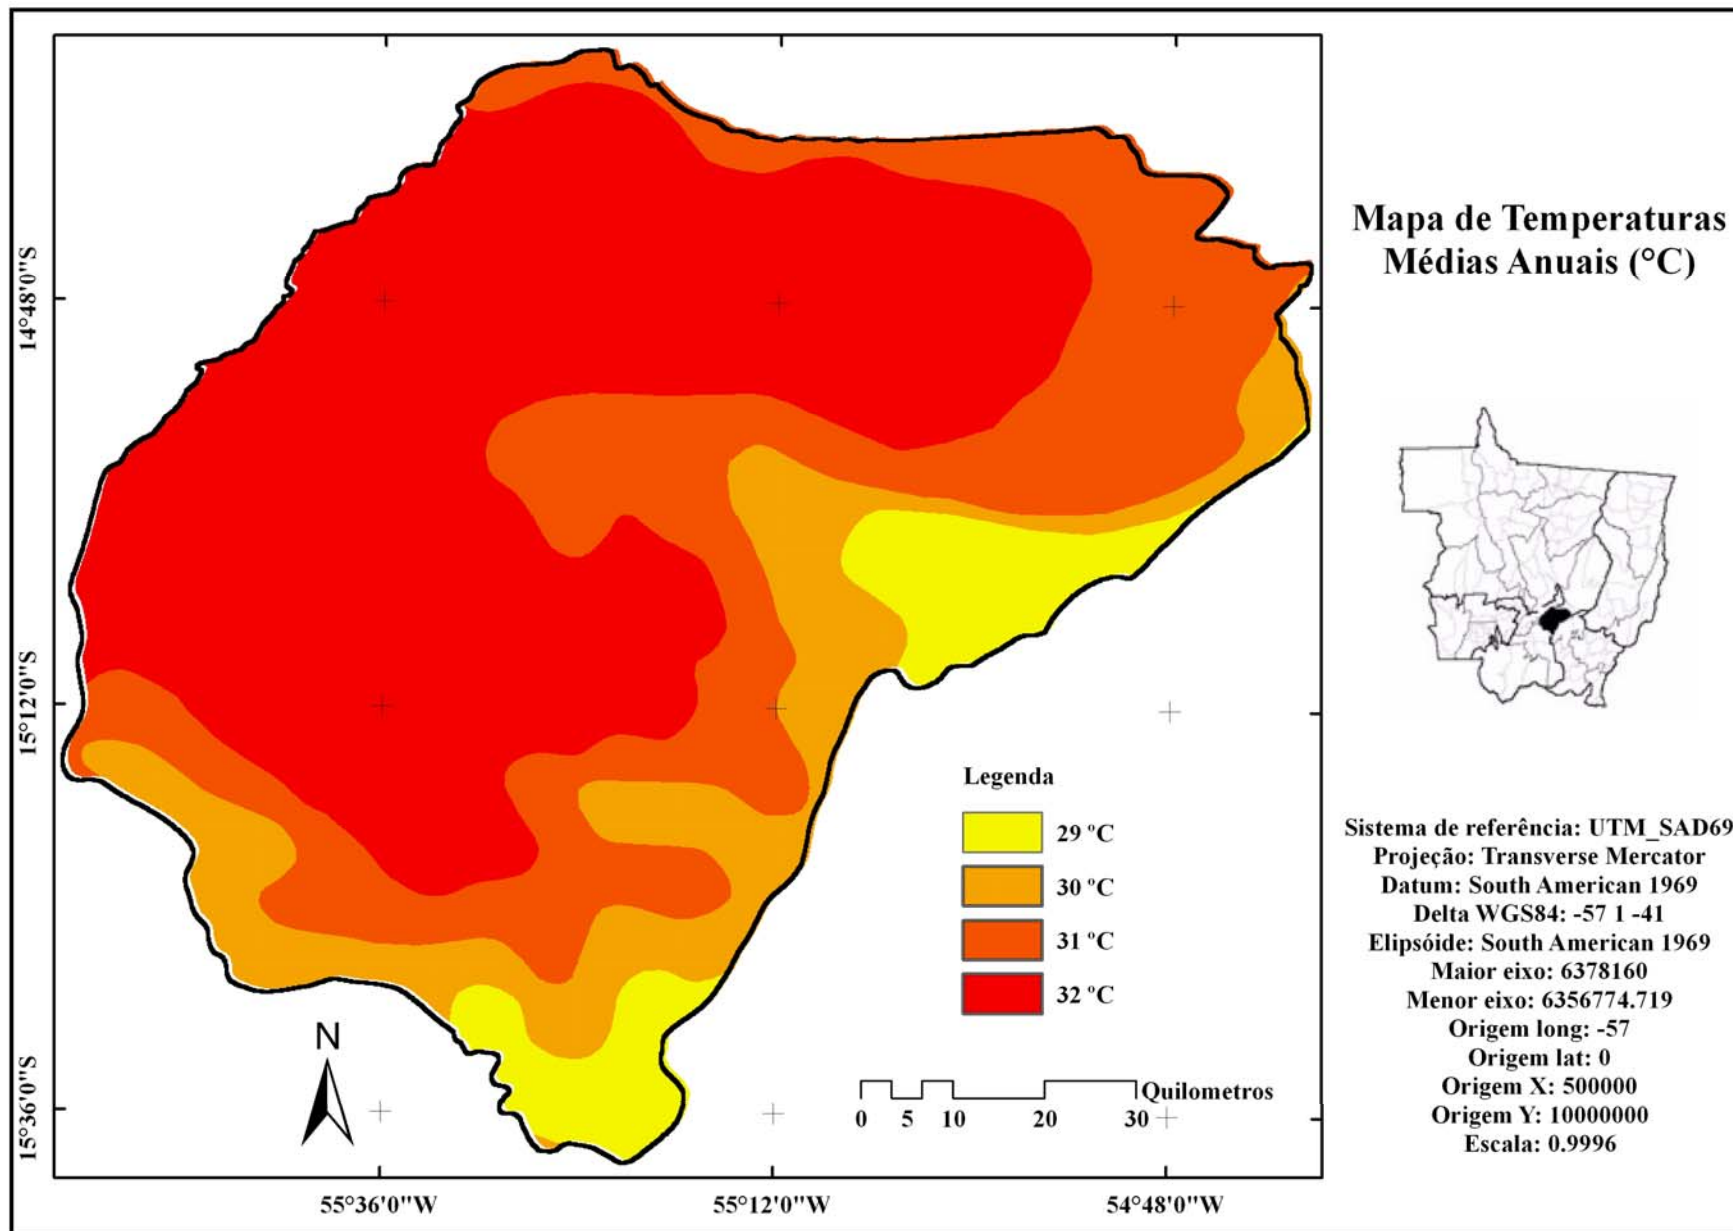 Mapa de Temperaturas
Médias Anuais (°C)
14°48'0"S
15°12'0"S
15°36'0"S
Legenda
29 °C
30 °C
31 °C
32 °C
N
Quilometros
0 5 10 20 30
55°36'0"W 55°12'0"W 54°48'0"W
Sistema de referência: UTM_SAD69
Projeção: Transverse Mercator
Datum: South American 1969
Delta WGS84: -57 1 -41
Elipsóide: South American 1969
Maior eixo: 6378160
Menor eixo: 6356774.719
Origem long: -57
Origem lat: 0
Origem X: 500000
Origem Y: 10000000
Escala: 0.9996